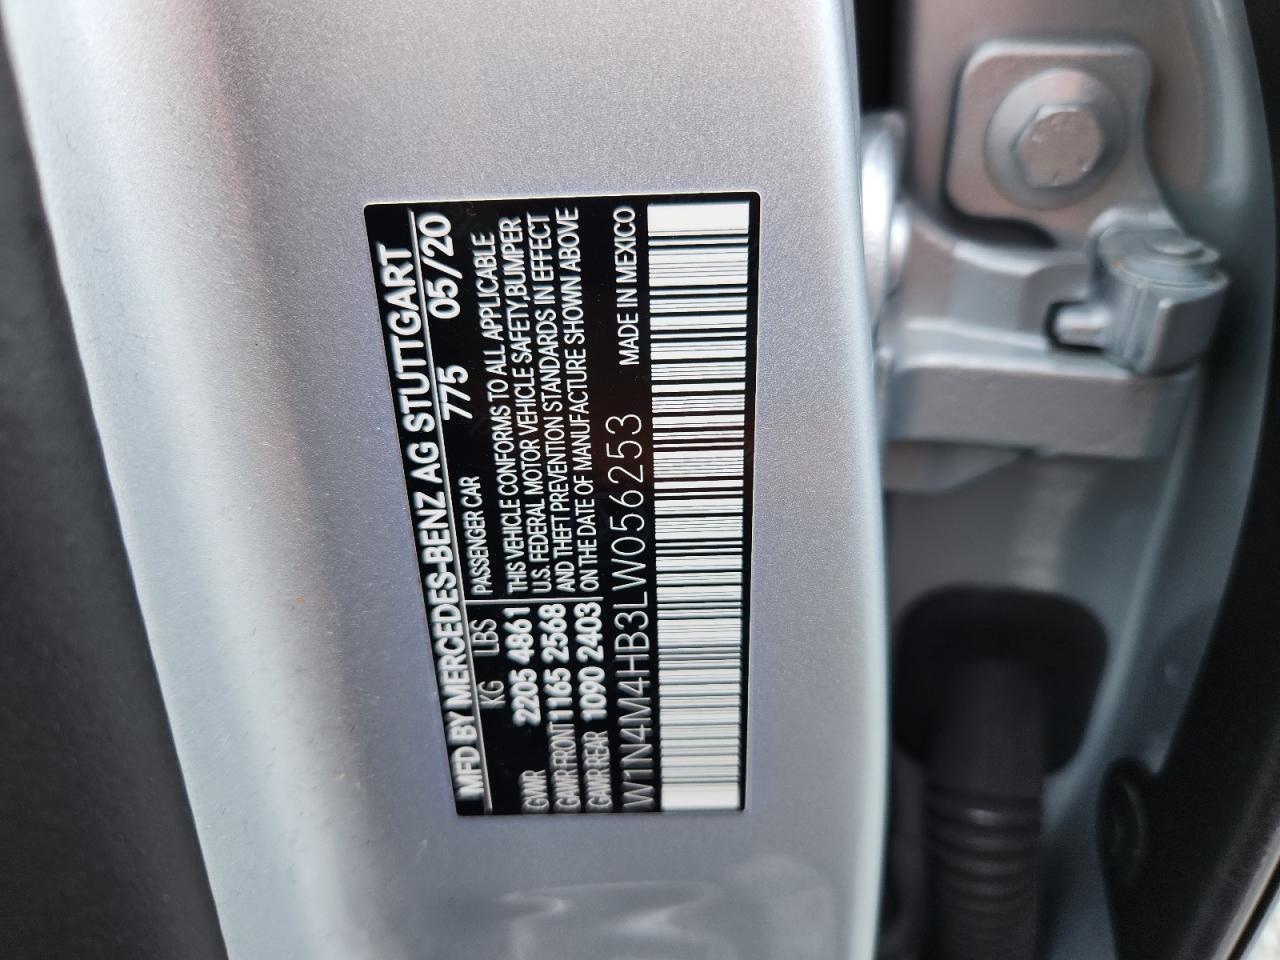 MFD BY MERCEDES-BENZ AG STUTTGART
KG LBS PASSENGER CAR 775 05/20
GVWR 2205 4861 THIS VEHICLE CONFORMS TO ALL APPLICABLE
GAWR FRONT 1165 2568 U.S. FEDERAL MOTOR VEHICLE SAFETY,BUMPER
GAWR REAR 1090 2403 AND THEFT PREVENTION STANDARDS IN EFFECT
ON THE DATE OF MANUFACTURE SHOWN ABOVE
W1N4M4HB3LW056253 MADE IN MEXICO